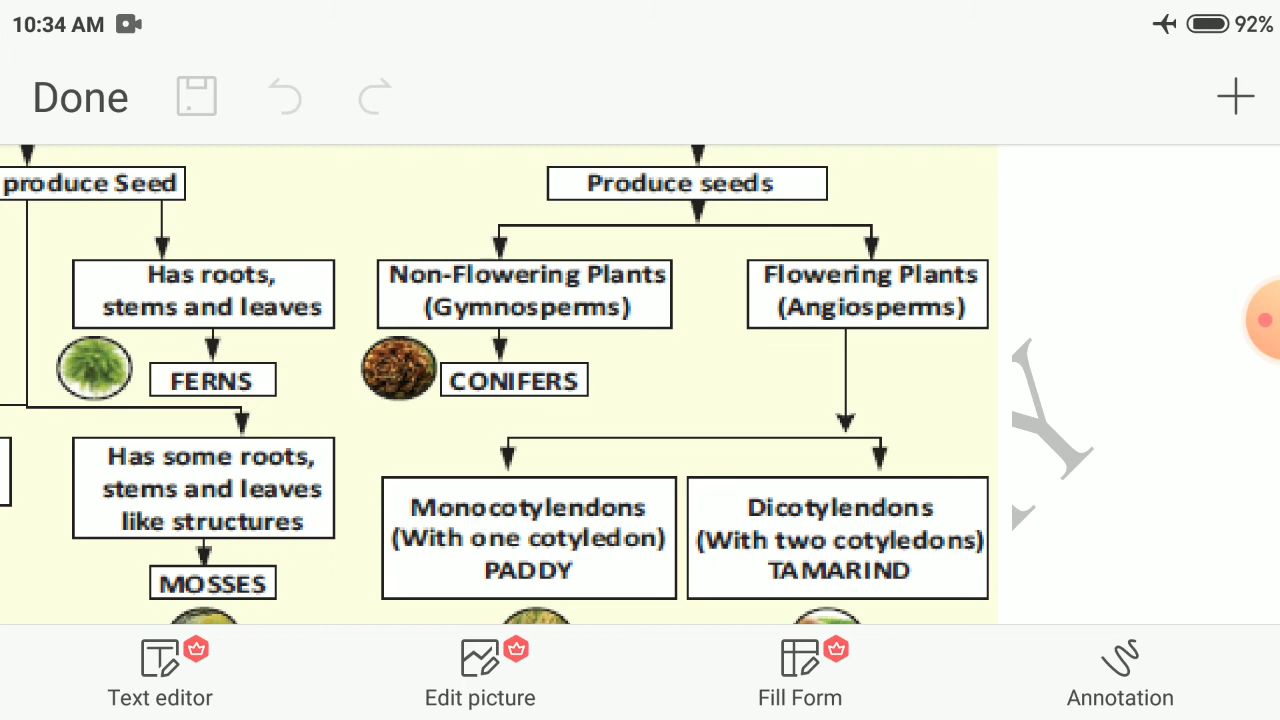 10:34 AM
92%
Done
produce Seed
Produce seeds
Has roots,
stems and leaves
Non-Flowering Plants
(Gymnosperms)
Flowering Plants
(Angiosperms)
FERNS
CONIFERS
Has some roots,
stems and leaves
like structures
MOSSES
Monocotylendons
(With one cotyledon)
PADDY
Dicotylendons
(With two cotyledons)
TAMARIND
Y
Text editor
Edit picture
Fill Form
Annotation